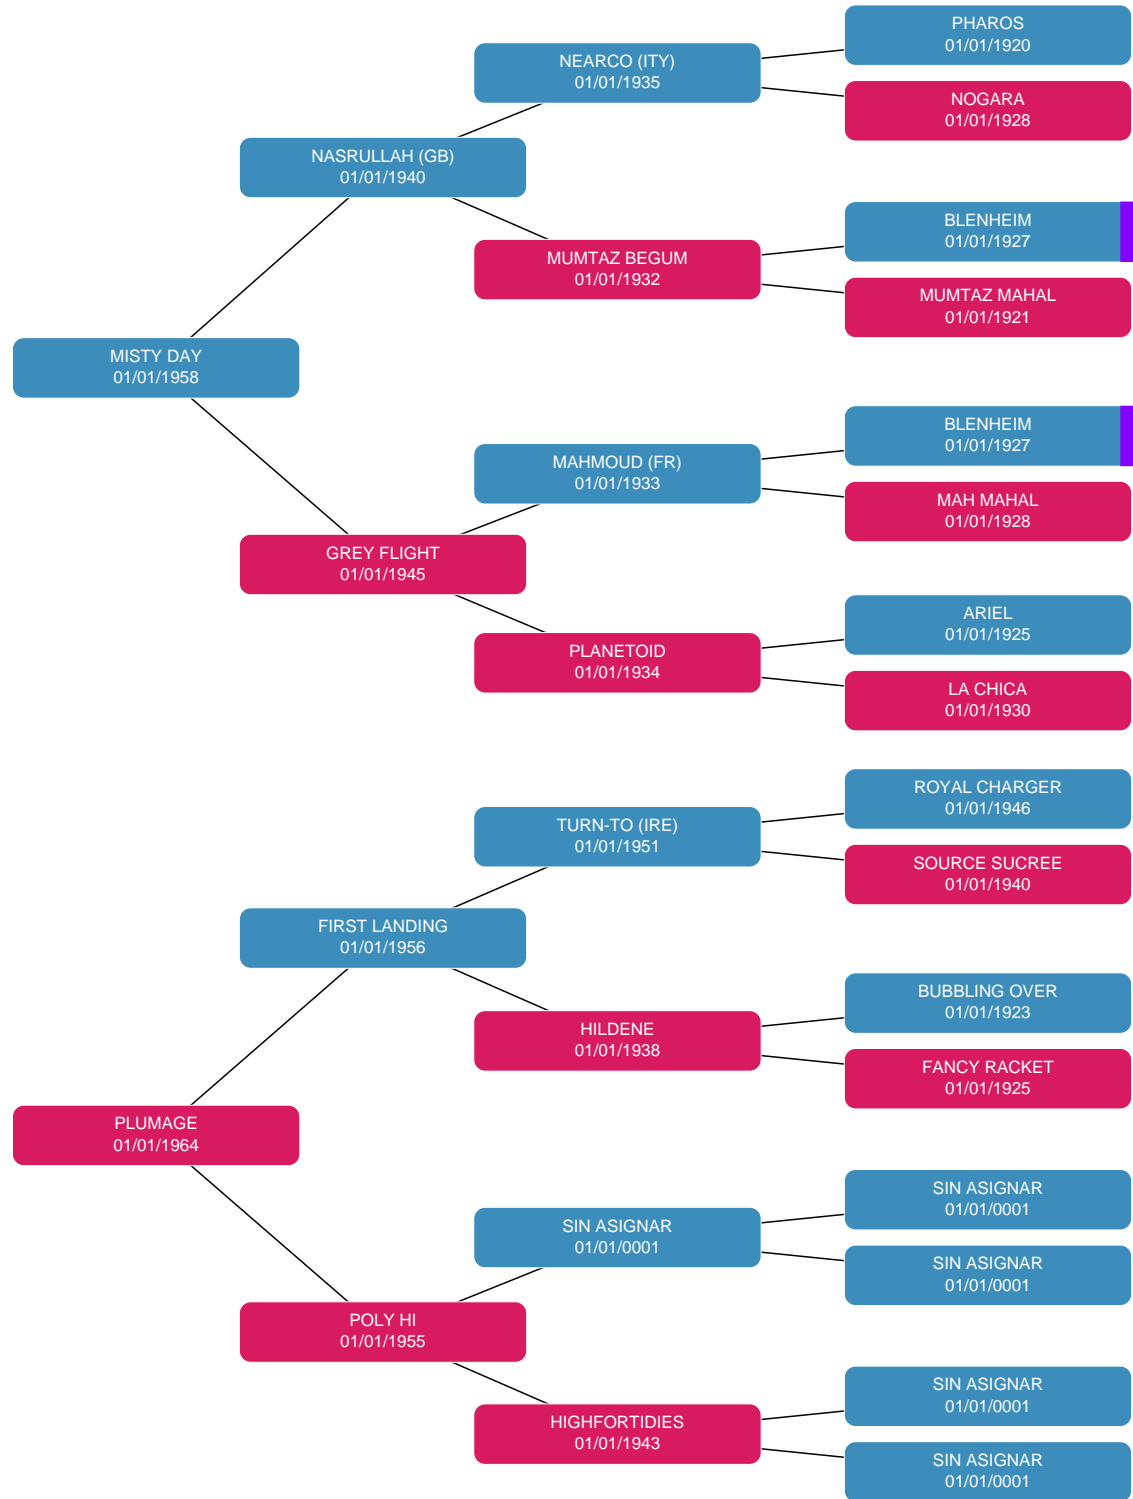 PHAROS
01/01/1920
NEARCO (ITY)
01/01/1935
NOGARA
01/01/1928
NASRULLAH (GB)
01/01/1940
BLENHEIM
01/01/1927
MUMTAZ BEGUM
01/01/1932
MUMTAZ MAHAL
01/01/1921
MISTY DAY
01/01/1958
BLENHEIM
01/01/1927
MAHMOUD (FR)
01/01/1933
MAH MAHAL
01/01/1928
GREY FLIGHT
01/01/1945
ARIEL
01/01/1925
PLANETOID
01/01/1934
LA CHICA
01/01/1930
ROYAL CHARGER
01/01/1946
TURN-TO (IRE)
01/01/1951
SOURCE SUCREE
01/01/1940
FIRST LANDING
01/01/1956
BUBBLING OVER
01/01/1923
HILDENE
01/01/1938
FANCY RACKET
01/01/1925
PLUMAGE
01/01/1964
SIN ASIGNAR
01/01/0001
SIN ASIGNAR
01/01/0001
SIN ASIGNAR
01/01/0001
POLY HI
01/01/1955
SIN ASIGNAR
01/01/0001
HIGHFORTIDIES
01/01/1943
SIN ASIGNAR
01/01/0001